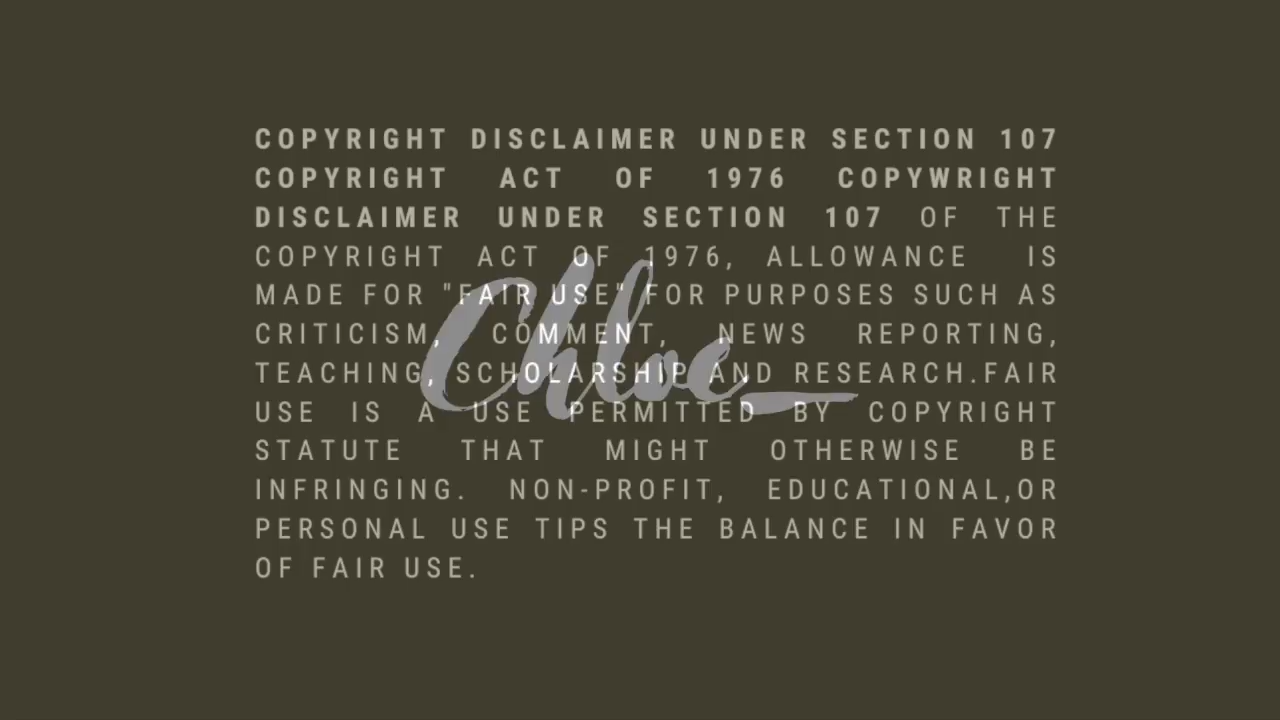 COPYRIGHT DISCLAIMER UNDER SECTION 107
COPYRIGHT ACT OF 1976 COPYWRIGHT
DISCLAIMER UNDER SECTION 107 OF THE
COPYRIGHT ACT OF 1976, ALLOWANCE IS
MADE FOR "FAIR USE" FOR PURPOSES SUCH AS
CRITICISM, COMMENT, NEWS REPORTING,
TEACHING, SCHOLARSHIP AND RESEARCH.FAIR
USE IS A USE PERMITTED BY COPYRIGHT
STATUTE THAT MIGHT OTHERWISE BE
INFRINGING. NON-PROFIT, EDUCATIONAL,OR
PERSONAL USE TIPS THE BALANCE IN FAVOR
OF FAIR USE.
Chloe_